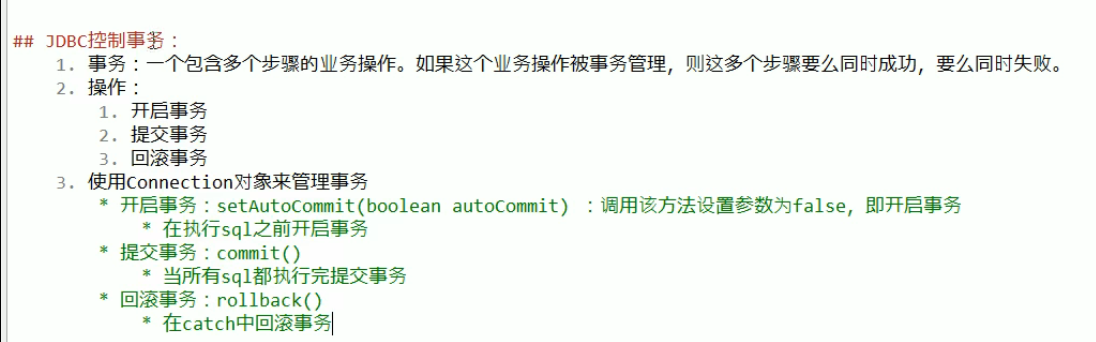 ## JDBC控制事务：
1. 事务：一个包含多个步骤的业务操作。如果这个业务操作被事务管理，则这多个步骤要么同时成功，要么同时失败。
2. 操作：
1. 开启事务
2. 提交事务
3. 回滚事务
3. 使用Connection对象来管理事务
* 开启事务：setAutoCommit(boolean autoCommit) ：调用该方法设置参数为false，即开启事务
* 在执行sql之前开启事务
* 提交事务：commit()
* 当所有sql都执行完提交事务
* 回滚事务：rollback()
* 在catch中回滚事务